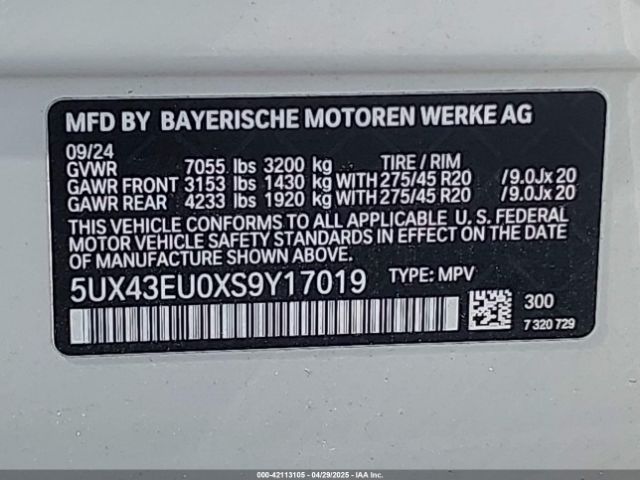 MFD BY BAYERISCHE MOTOREN WERKE AG
09/24
GVWR 7055 lbs 3200 kg TIRE / RIM
GAWR FRONT 3153 lbs 1430 kg WITH 275/45 R20 /9.0Jx20
GAWR REAR 4233 lbs 1920 kg WITH 275/45 R20 /9.0Jx20
THIS VEHICLE CONFORMS TO ALL APPLICABLE U. S. FEDERAL
MOTOR VEHICLE SAFETY STANDARDS IN EFFECT ON THE DATE
OF MANUFACTURE SHOWN ABOVE.
5UX43EU0XS9Y17019 TYPE: MPV
300
7 320 729
000-42113105 | 04/29/2025 | IAAI